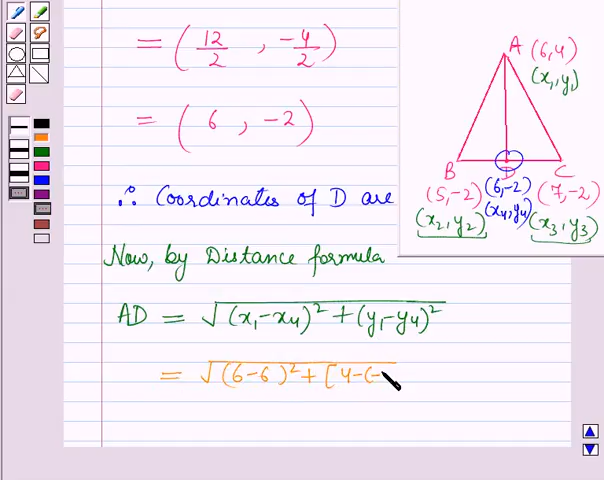 = (12/2 , -4/2)
= (6 , -2)
∴ Coordinates of D are
Now, by Distance formula
AD = √(x₁-x₄)² + (y₁-y₄)²
= √(6-6)² + [4-(-
A (6,4)
(x₁,y₁)
B D C
(5,-2) (6,-2) (7,-2)
(x₂,y₂) (x₄,y₄) (x₃,y₃)